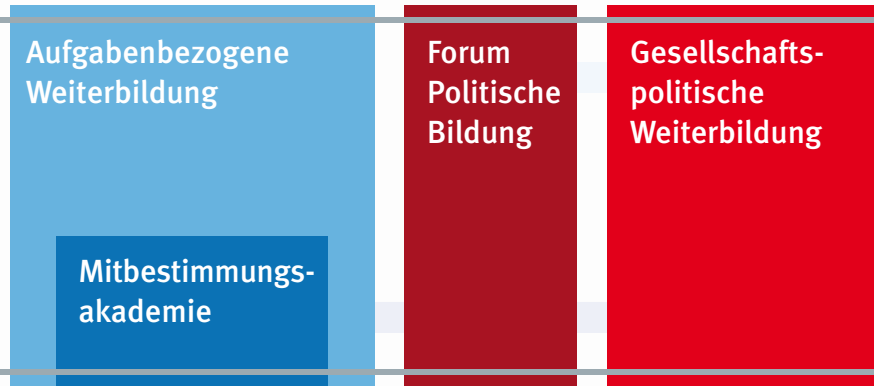 Aufgabenbezogene
Weiterbildung
Mitbestimmungs-
akademie
Forum
Politische
Bildung
Gesellschafts-
politische
Weiterbildung